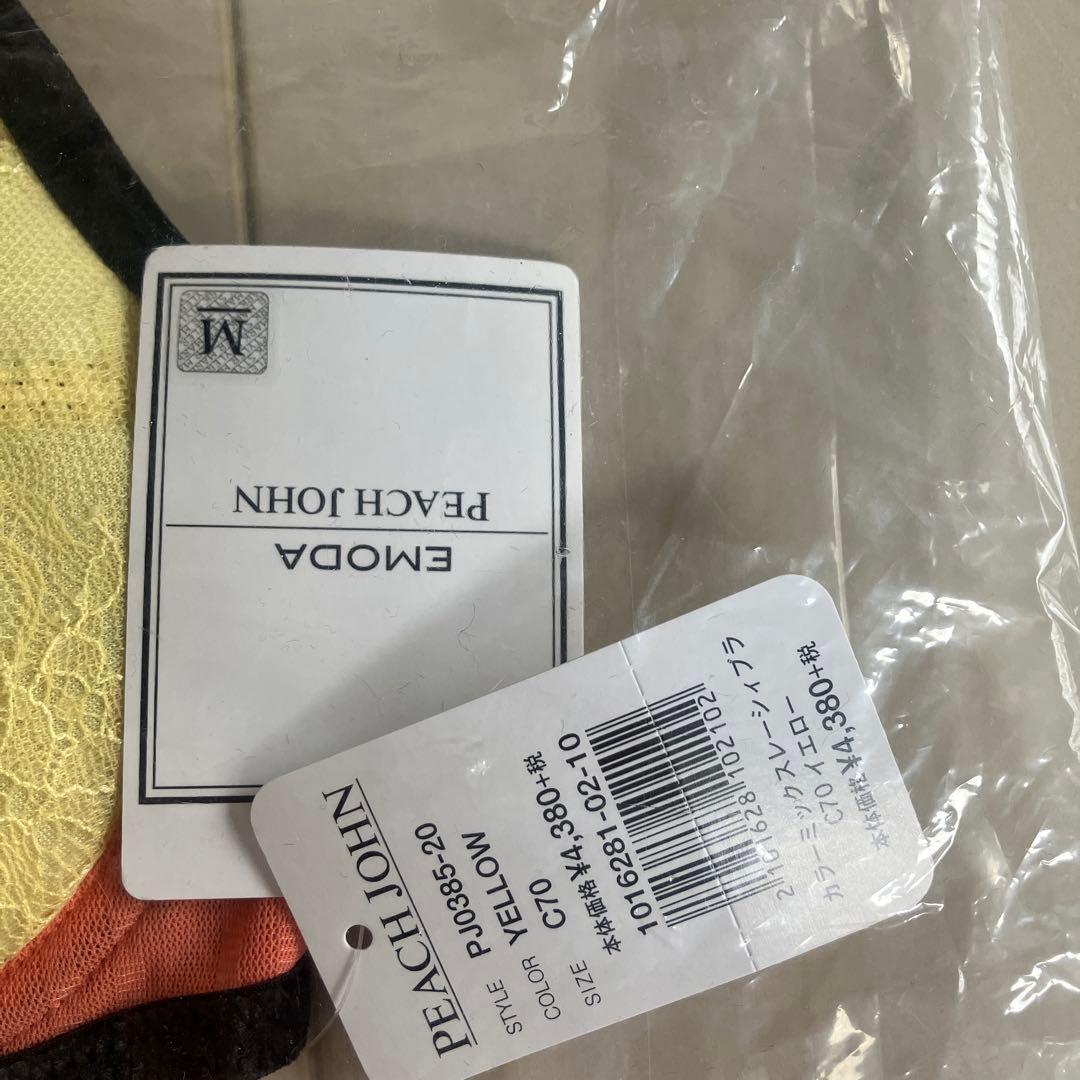 M
PEACH JOHN
EMODA
PEACH JOHN
STYLE PJ0385-20
COLOR YELLOW
SIZE C70
本体価格 ¥4,380+税
1016281-02-10
2101628102102
カラーミックスレーシィブラ
C70 イエロー
本体価格 ¥4,380+税